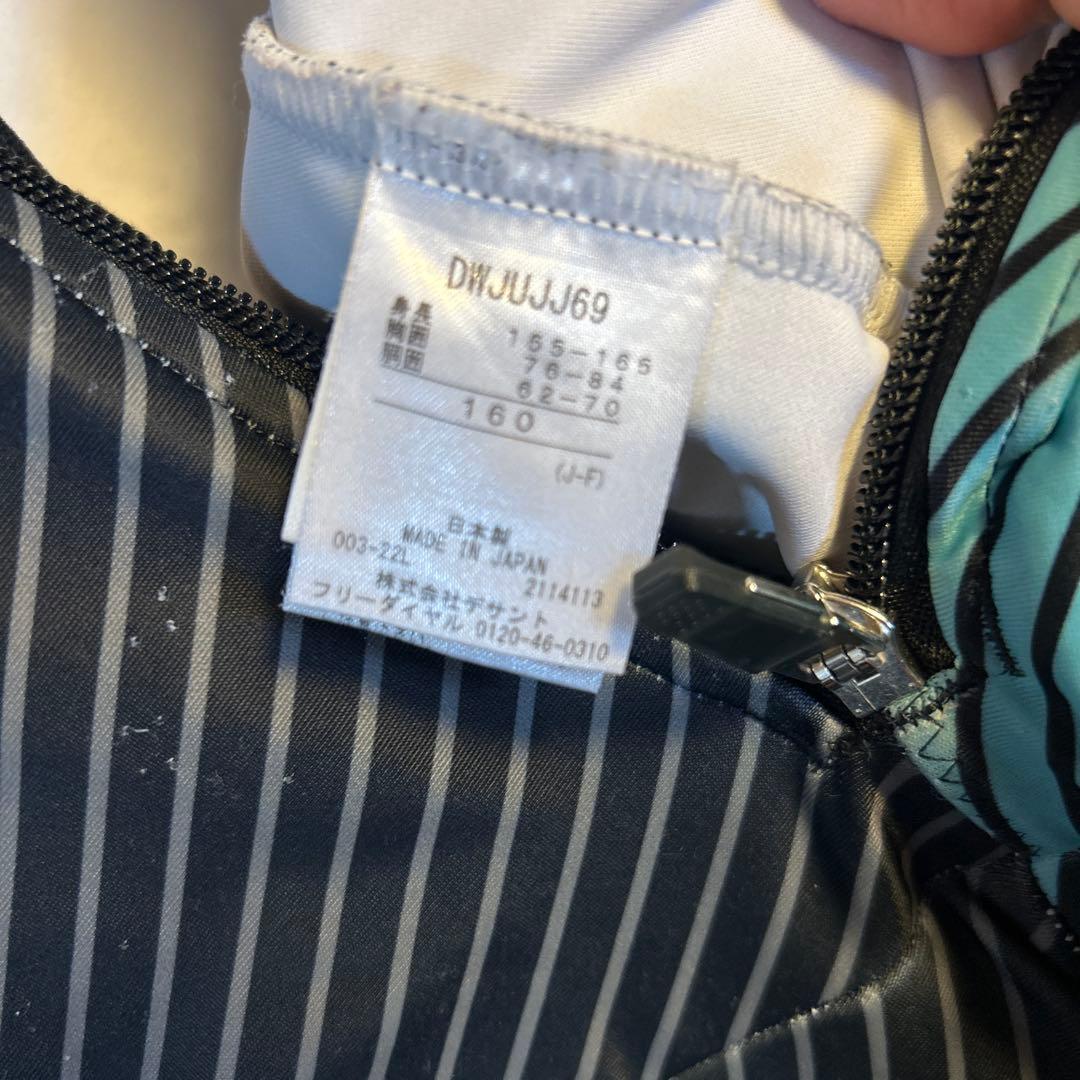 DWJUJJ69
身長 155-165
胸囲 76-84
胴囲 62-70
160
(J-F)
日本製
MADE IN JAPAN
003-22L 2114113
株式会社デサント
フリーダイヤル 0120-46-0310